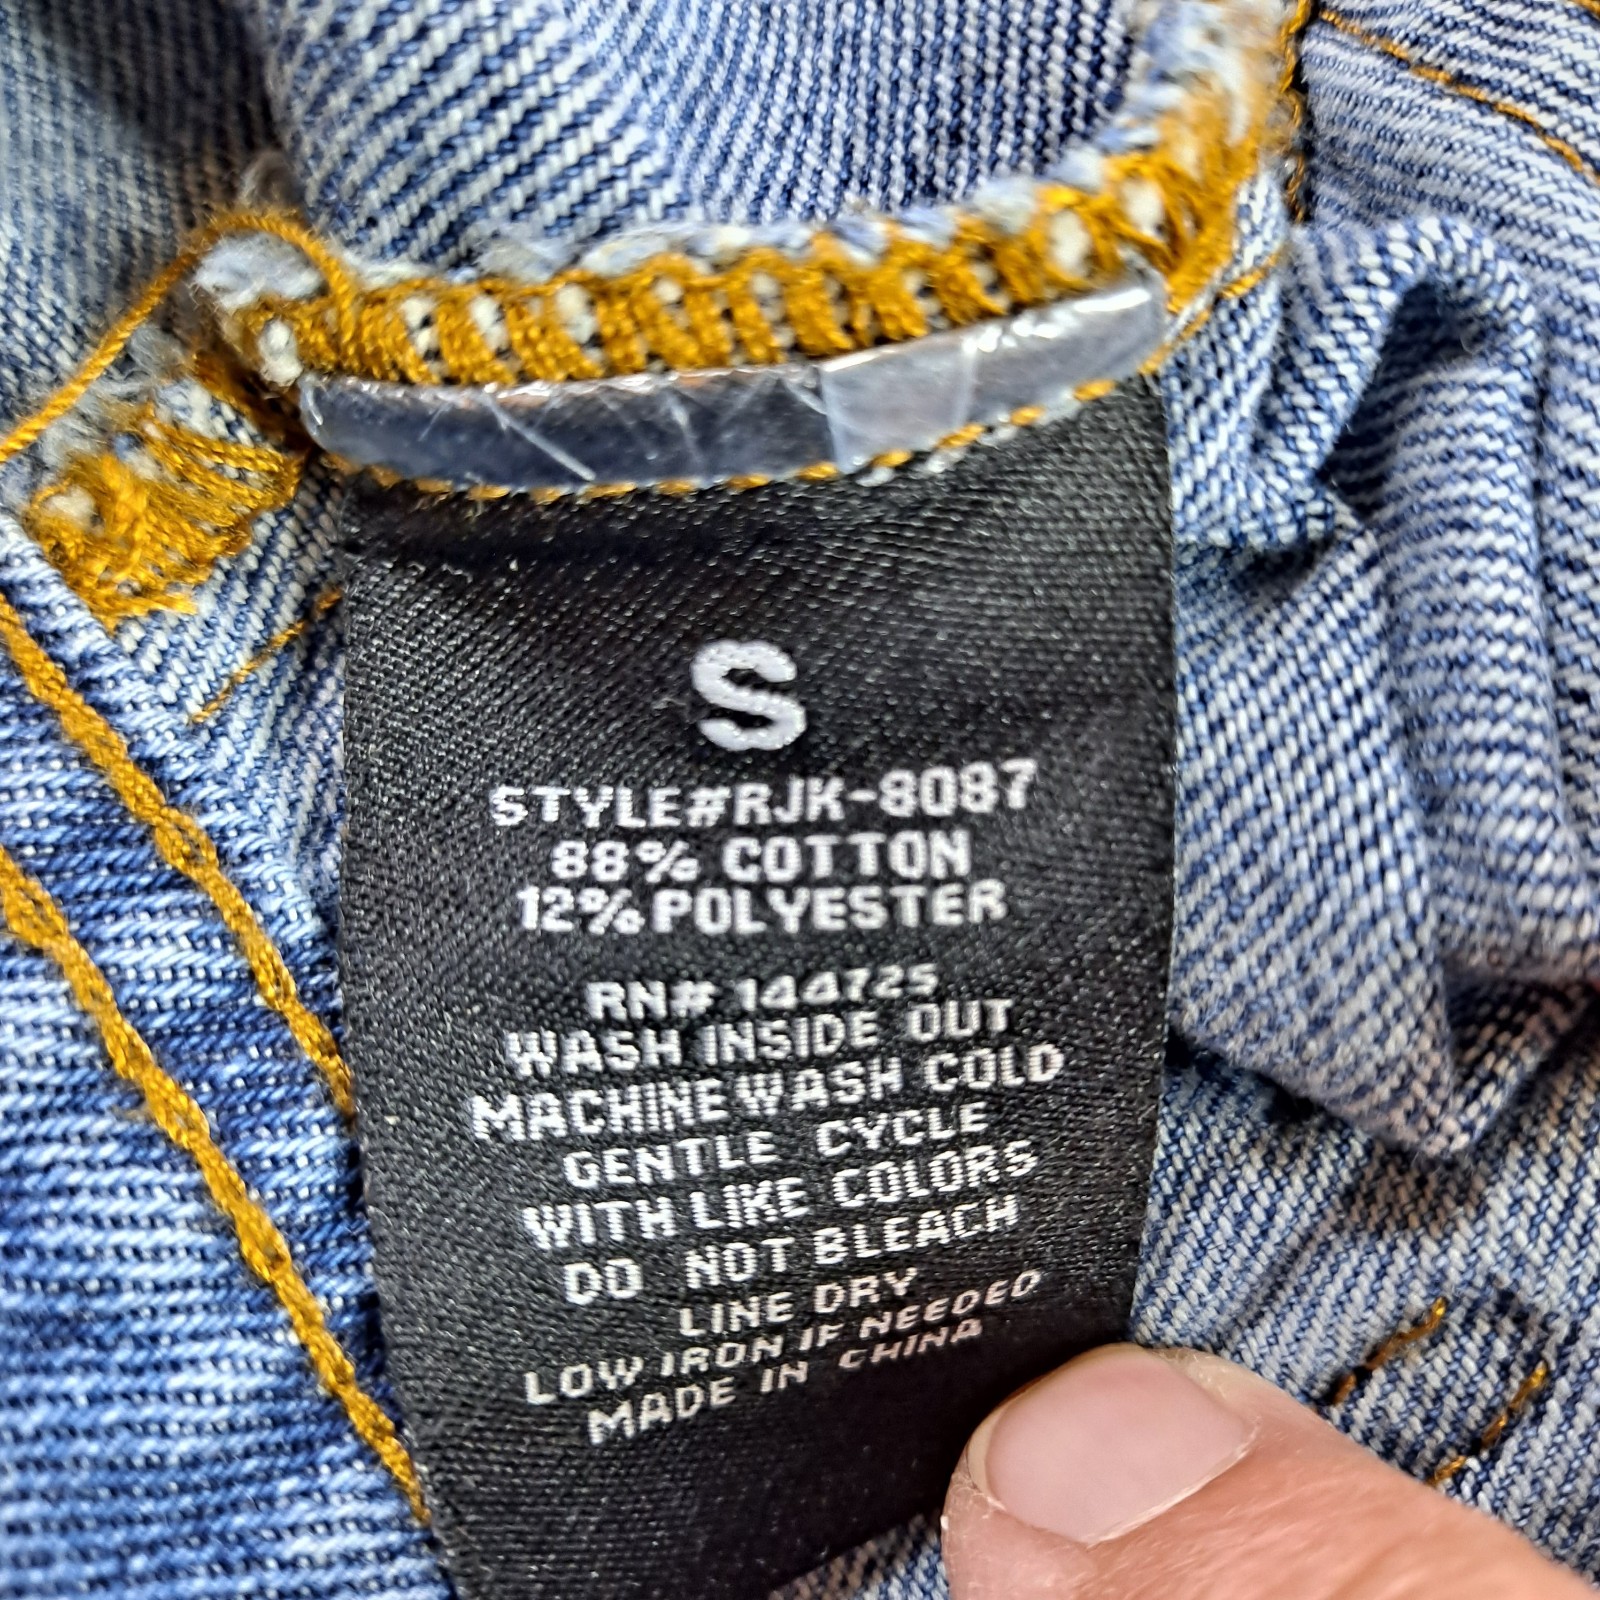 S
STYLE#RJK-8087
88% COTTON
12% POLYESTER
RN# 144725
WASH INSIDE OUT
MACHINE WASH COLD
GENTLE CYCLE
WITH LIKE COLORS
DO NOT BLEACH
LINE DRY
LOW IRON IF NEEDED
MADE IN CHINA